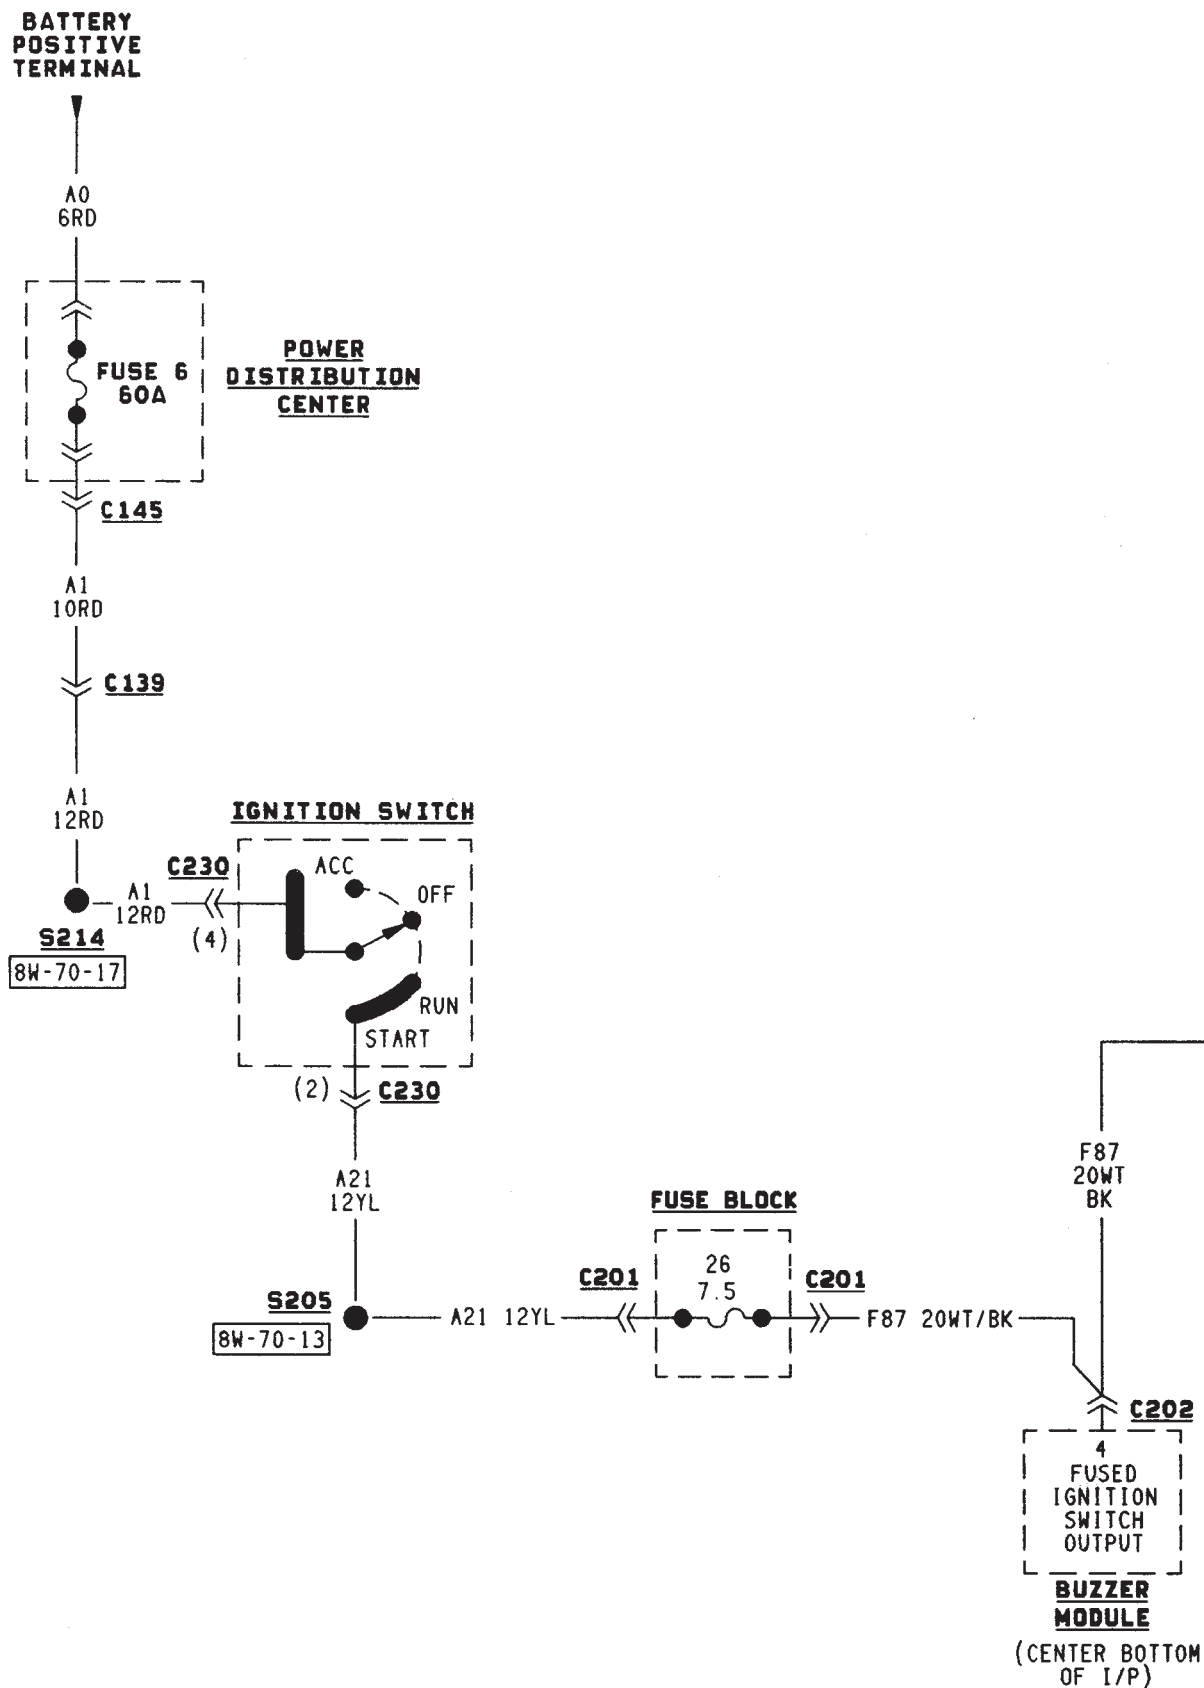 BATTERY
POSITIVE
TERMINAL
A0
6RD
FUSE 6
60A
POWER
DISTRIBUTION
CENTER
C145
A1
10RD
C139
A1
12RD
IGNITION SWITCH
C230
ACC
OFF
A1
12RD
(4)
S214
8W-70-17
RUN
START
(2)
C230
A21
12YL
F87
20WT
BK
FUSE BLOCK
26
7.5
C201
C201
S205
A21 12YL
F87 20WT/BK
8W-70-13
C202
4
FUSED
IGNITION
SWITCH
OUTPUT
BUZZER
MODULE
(CENTER BOTTOM
OF I/P)